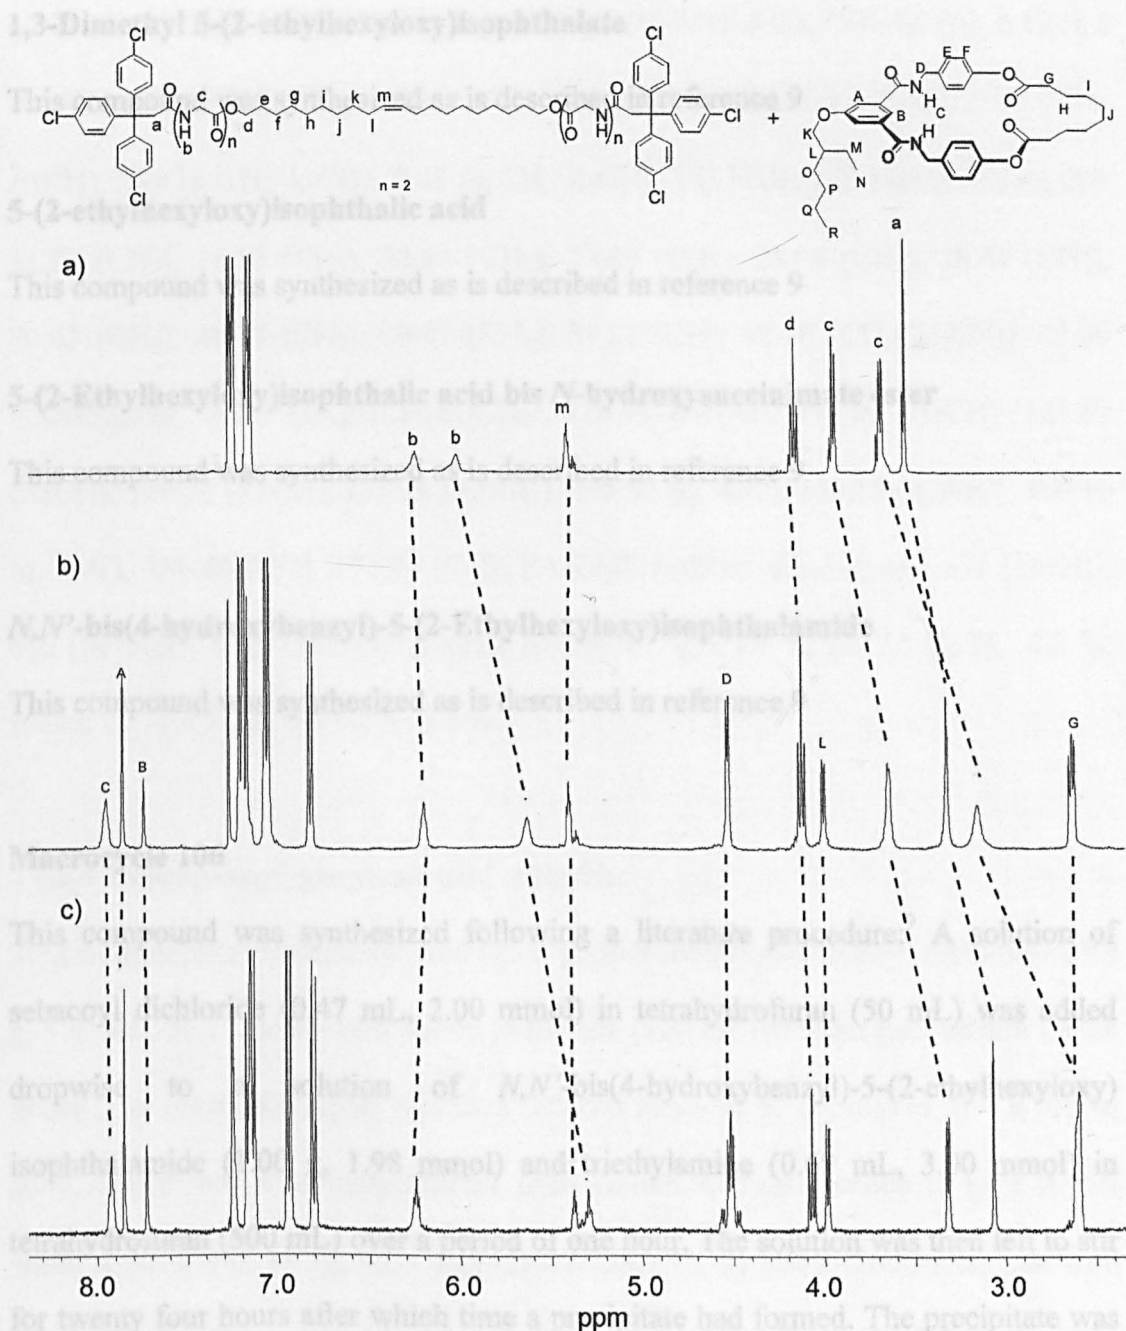 1,3-Dimethyl 5-(2-ethylhexyloxy)isophthalate
This compound was synthesized as is described in reference 9
Cl Cl Cl Cl Cl Cl
O N H O O O O O O N H
a ( b ) n d e f g h j k l m ) n
n = 2
+
A B C D E F G H I J K L M N O P Q R
O N H O O O O N H O O
5-(2-ethylhexyloxy)isophthalic acid
a)
This compound was synthesized as is described in reference 9
b b m d c c a
5-(2-Ethylhexyloxy)isophthalic acid bis N-hydroxysuccinimate ester
This compound was synthesized as is described in reference 9
b)
N,N'-bis(4-hydroxybenzyl)-5-(2-Ethylhexyloxy)isophthalamide
This compound was synthesized as is described in reference 9
C A B D L G
Macrocycle
c)
This compound was synthesized following a literature procedure. A solution of
sebacoyl dichloride (0.47 mL, 2.00 mmol) in tetrahydrofuran (50 mL) was added
dropwise to a solution of N,N'-bis(4-hydroxybenzyl)-5-(2-ethylhexyloxy)
isophthalamide 1.98 mmol) and triethylamine mL, mmol) in
tetrahydrofuran (500 mL) over a period of one hour. The solution was then left to stir
8.0 7.0 6.0 5.0 4.0 3.0
ppm
for twenty four hours after which time a precipitate had formed. The precipitate was